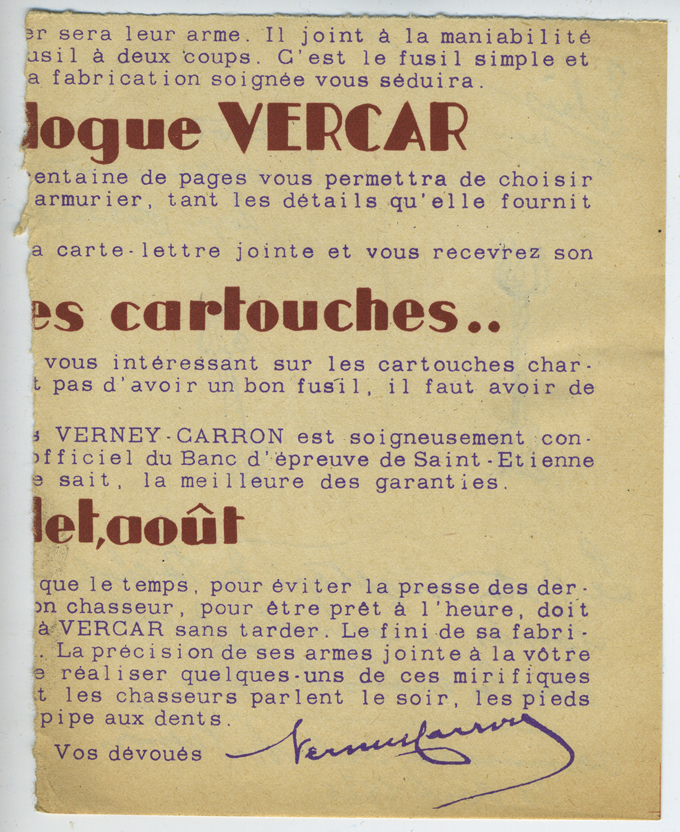 er sera leur arme. Il joint à la maniabilité
usil à deux coups. C'est le fusil simple et
a fabrication soignée vous séduira.
logue VERCAR
entaine de pages vous permettra de choisir
armurier, tant les détails qu'elle fournit
a carte-lettre jointe et vous recevrez son
es cartouches..
vous intéressant sur les cartouches char-
t pas d'avoir un bon fusil, il faut avoir de
s VERNEY-CARRON est soigneusement con-
officiel du Banc d'épreuve de Saint-Etienne
e sait, la meilleure des garanties.
let, août
que le temps, pour éviter la presse des der-
on chasseur, pour être prêt à l'heure, doit
à VERCAR sans tarder. Le fini de sa fabri-
. La précision de ses armes jointe à la vôtre
e réaliser quelques-uns de ces mirifiques
t les chasseurs parlent le soir, les pieds
pipe aux dents.
Vos dévoués VerneyCarron